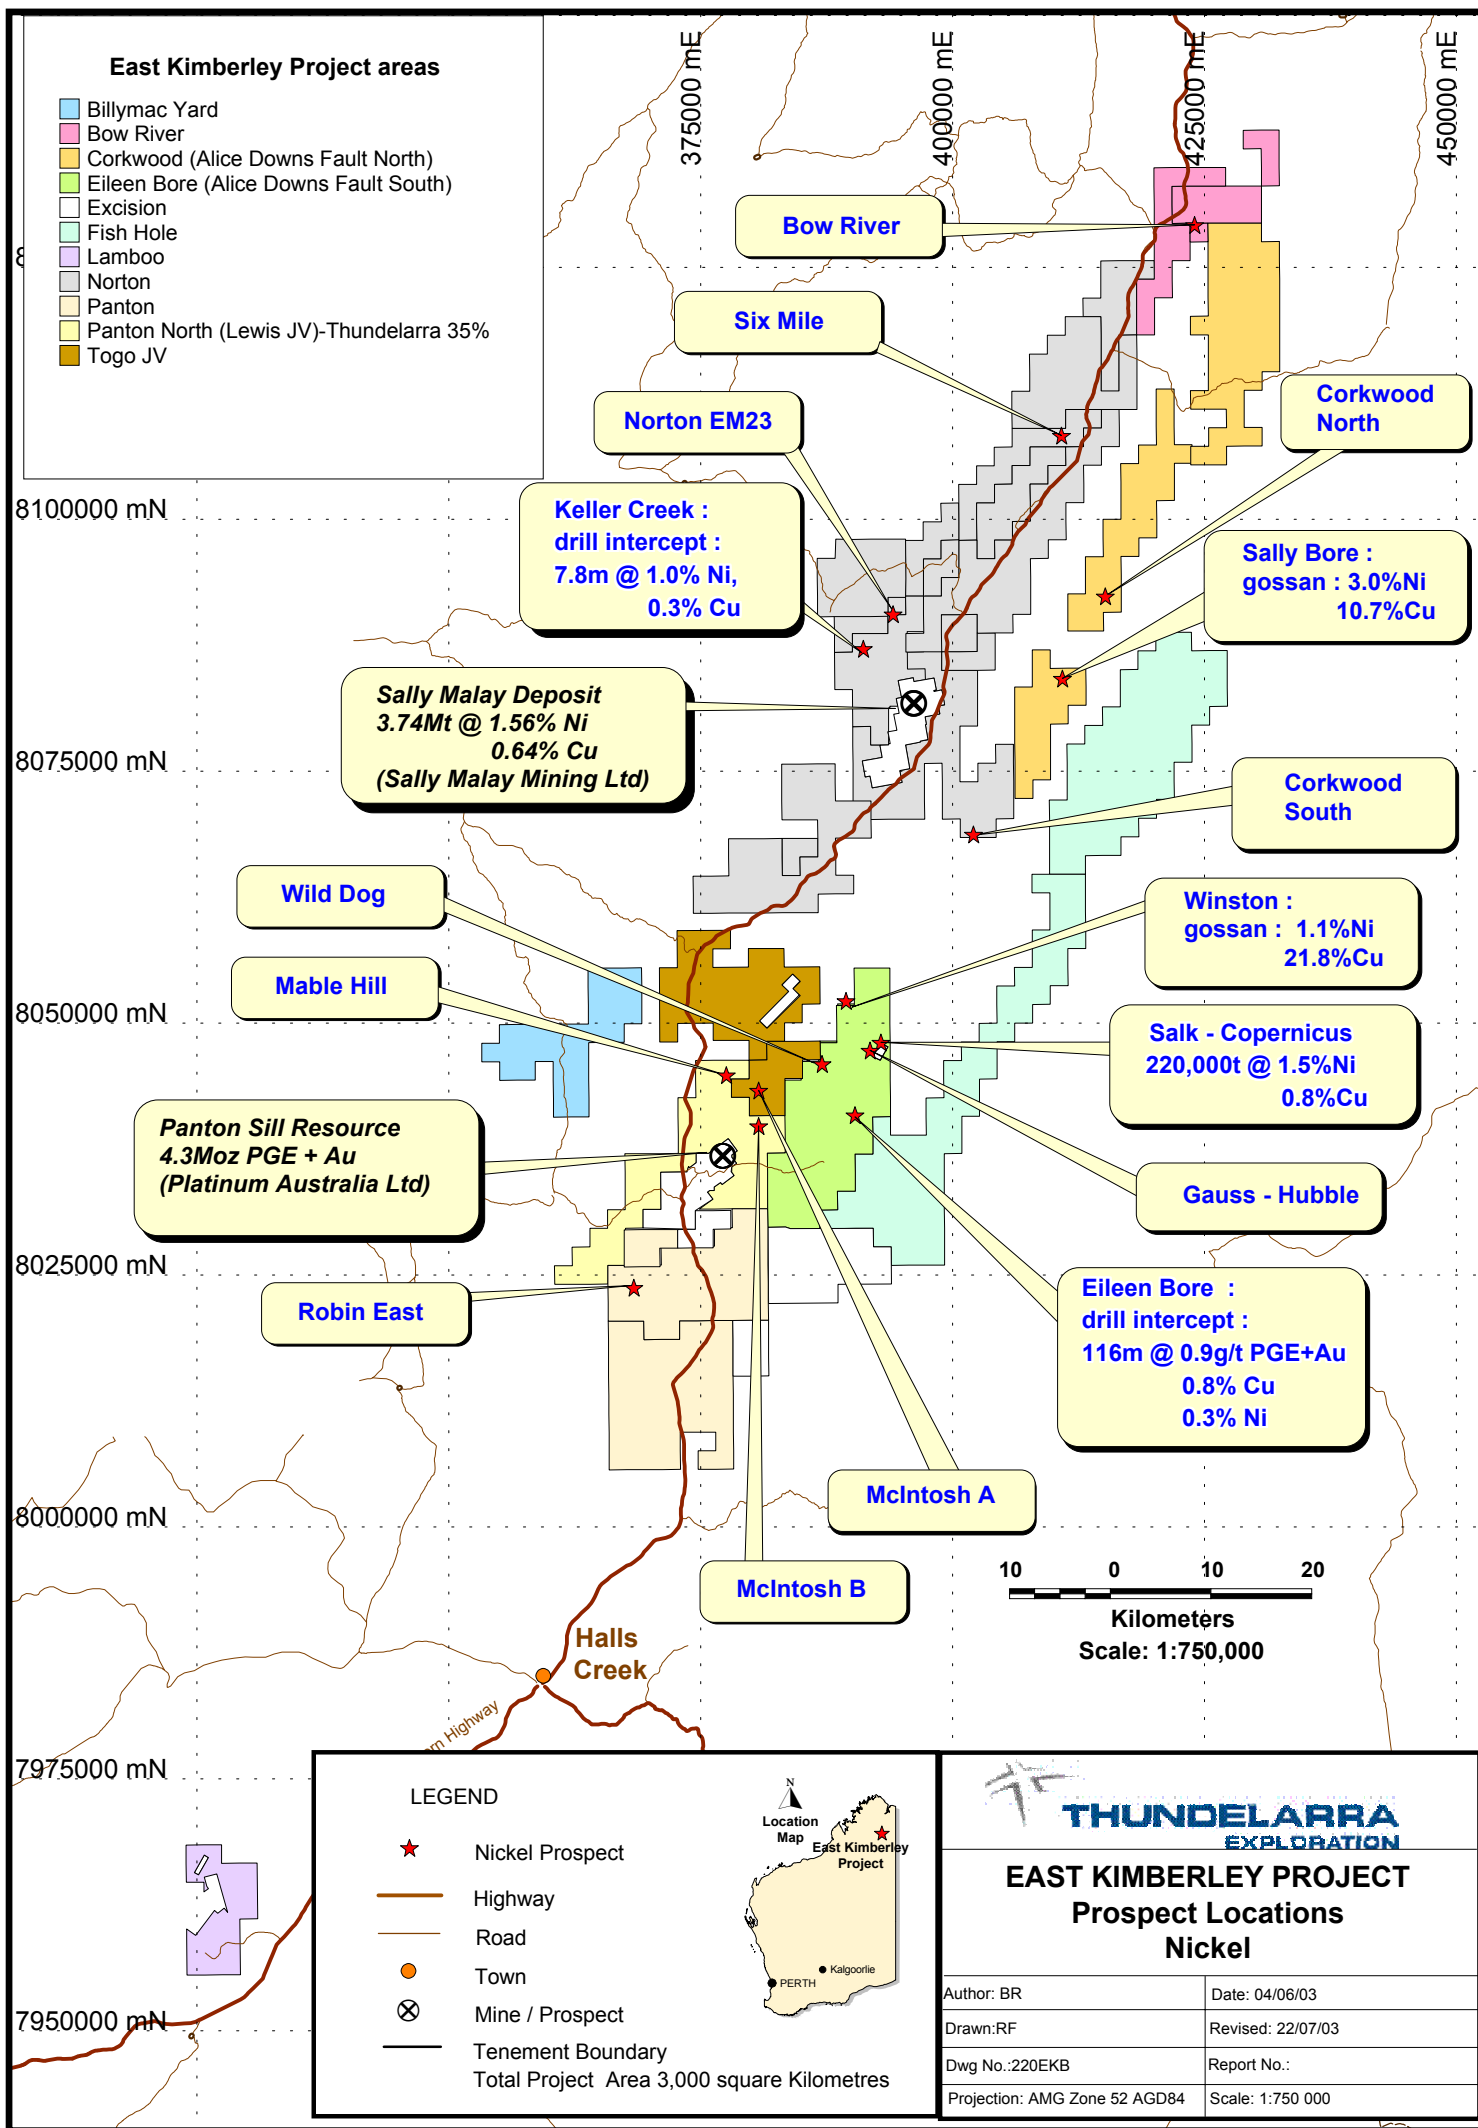 East Kimberley Project areas
Billymac Yard
Bow River
Corkwood (Alice Downs Fault North)
Eileen Bore (Alice Downs Fault South)
Excision
Fish Hole
Lamboo
Norton
Panton
Panton North (Lewis JV)-Thundelarra 35%
Togo JV
375000 mE
400000 mE
425000 mE
450000 mE
8
8100000 mN
8075000 mN
8050000 mN
8025000 mN
8000000 mN
7975000 mN
7950000 mN
Bow River
Six Mile
Norton EM23
Corkwood
North
Keller Creek :
drill intercept :
7.8m @ 1.0% Ni,
0.3% Cu
Sally Bore :
gossan : 3.0%Ni
10.7%Cu
Sally Malay Deposit
3.74Mt @ 1.56% Ni
0.64% Cu
(Sally Malay Mining Ltd)
Corkwood
South
Wild Dog
Winston :
gossan : 1.1%Ni
21.8%Cu
Mable Hill
Salk - Copernicus
220,000t @ 1.5%Ni
0.8%Cu
Panton Sill Resource
4.3Moz PGE + Au
(Platinum Australia Ltd)
Gauss - Hubble
Robin East
Eileen Bore :
drill intercept :
116m @ 0.9g/t PGE+Au
0.8% Cu
0.3% Ni
McIntosh A
McIntosh B
10 0 10 20
Kilometers
Scale: 1:750,000
Halls
Creek
rn Highway
LEGEND
Nickel Prospect
Highway
Road
Town
Mine / Prospect
Tenement Boundary
Total Project Area 3,000 square Kilometres
N
Location
Map
East Kimberley
Project
Kalgoorlie
PERTH
THUNDELARRA
EXPLORATION
EAST KIMBERLEY PROJECT
Prospect Locations
Nickel
Author: BR
Date: 04/06/03
Drawn:RF
Revised: 22/07/03
Dwg No.:220EKB
Report No.:
Projection: AMG Zone 52 AGD84
Scale: 1:750 000